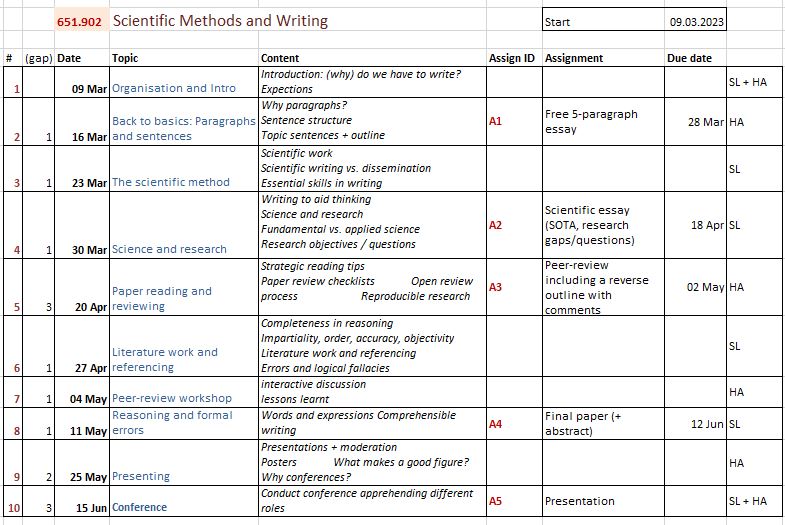 651.902 Scientific Methods and Writing Start 09.03.2023
# (gap) Date Topic Content Assign ID Assignment Due date
1 09 Mar Organisation and Intro
Introduction: (why) do we have to write?
Expections
SL + HA
2 1 16 Mar
Back to basics: Paragraphs
and sentences
Why paragraphs?
Sentence structure
Topic sentences + outline
A1
Free 5-paragraph
essay
28 Mar HA
3 1 23 Mar The scientific method
Scientific work
Scientific writing vs. dissemination
Essential skills in writing
SL
4 1 30 Mar Science and research
Writing to aid thinking
Science and research
Fundamental vs. applied science
Research objectives / questions
A2
Scientific essay
(SOTA, research
gaps/questions)
18 Apr SL
5 3 20 Apr
Paper reading and
reviewing
Strategic reading tips
Paper review checklists Open review
process Reproducible research
A3
Peer-review
including a reverse
outline with
comments
02 May HA
6 1 27 Apr
Literature work and
referencing
Completeness in reasoning
Impartiality, order, accuracy, objectivity
Literature work and referencing
Errors and logical fallacies
SL
7 1 04 May Peer-review workshop
interactive discussion
lessons learnt
HA
8 1 11 May
Reasoning and formal
errors
Words and expressions Comprehensible
writing
A4
Final paper (+
abstract)
12 Jun SL
9 2 25 May Presenting
Presentations + moderation
Posters What makes a good figure?
Why conferences?
HA
10 3 15 Jun Conference
Conduct conference apprehending different
roles
A5 Presentation SL + HA